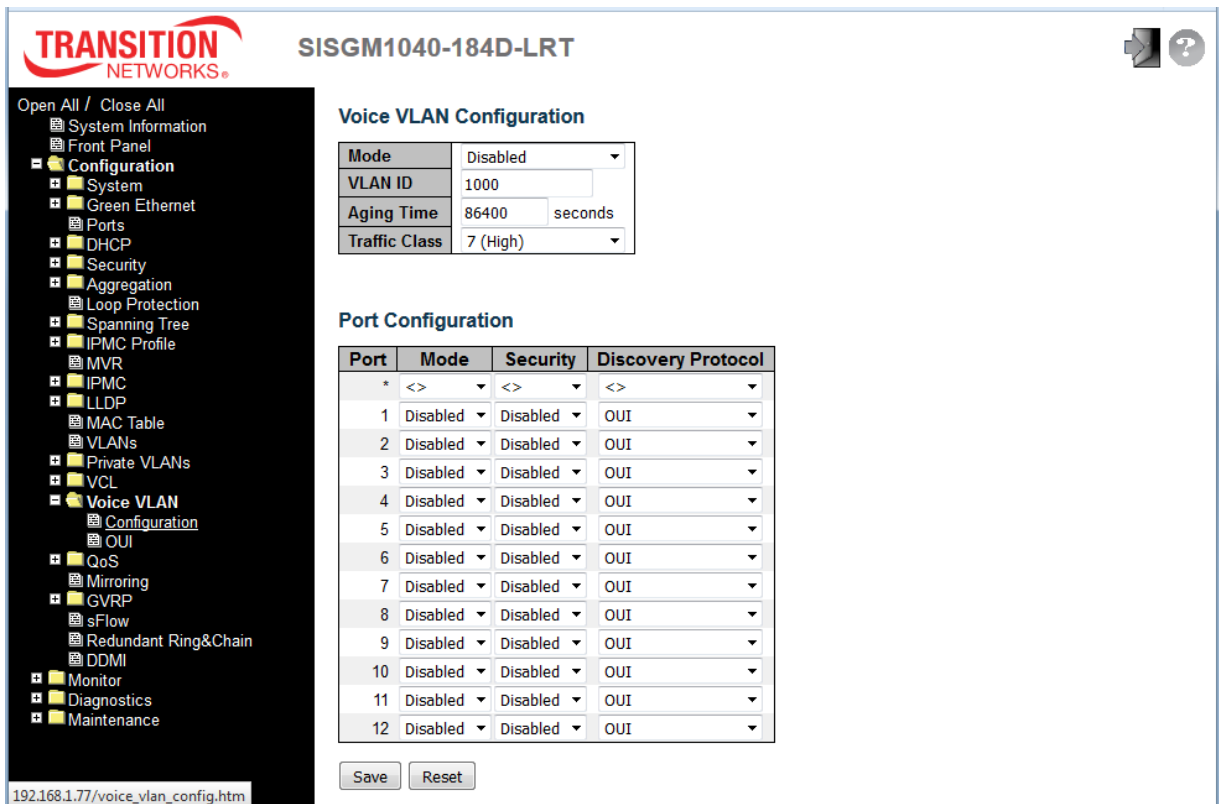 TRANSITION
NETWORKS®
SISGM1040-184D-LRT
?
Open All / Close All
System Information
Front Panel
Configuration
System
Green Ethernet
Ports
DHCP
Security
Aggregation
Loop Protection
Spanning Tree
IPMC Profile
MVR
IPMC
LLDP
MAC Table
VLANs
Private VLANs
VCL
Voice VLAN
Configuration
OUI
QoS
Mirroring
GVRP
sFlow
Redundant Ring&Chain
DDMI
Monitor
Diagnostics
Maintenance
192.168.1.77/voice_vlan_config.htm
Voice VLAN Configuration
Mode Disabled
VLAN ID 1000
Aging Time 86400 seconds
Traffic Class 7 (High)
Port Configuration
Port Mode Security Discovery Protocol
* <> <> <>
1 Disabled Disabled OUI
2 Disabled Disabled OUI
3 Disabled Disabled OUI
4 Disabled Disabled OUI
5 Disabled Disabled OUI
6 Disabled Disabled OUI
7 Disabled Disabled OUI
8 Disabled Disabled OUI
9 Disabled Disabled OUI
10 Disabled Disabled OUI
11 Disabled Disabled OUI
12 Disabled Disabled OUI
Save Reset